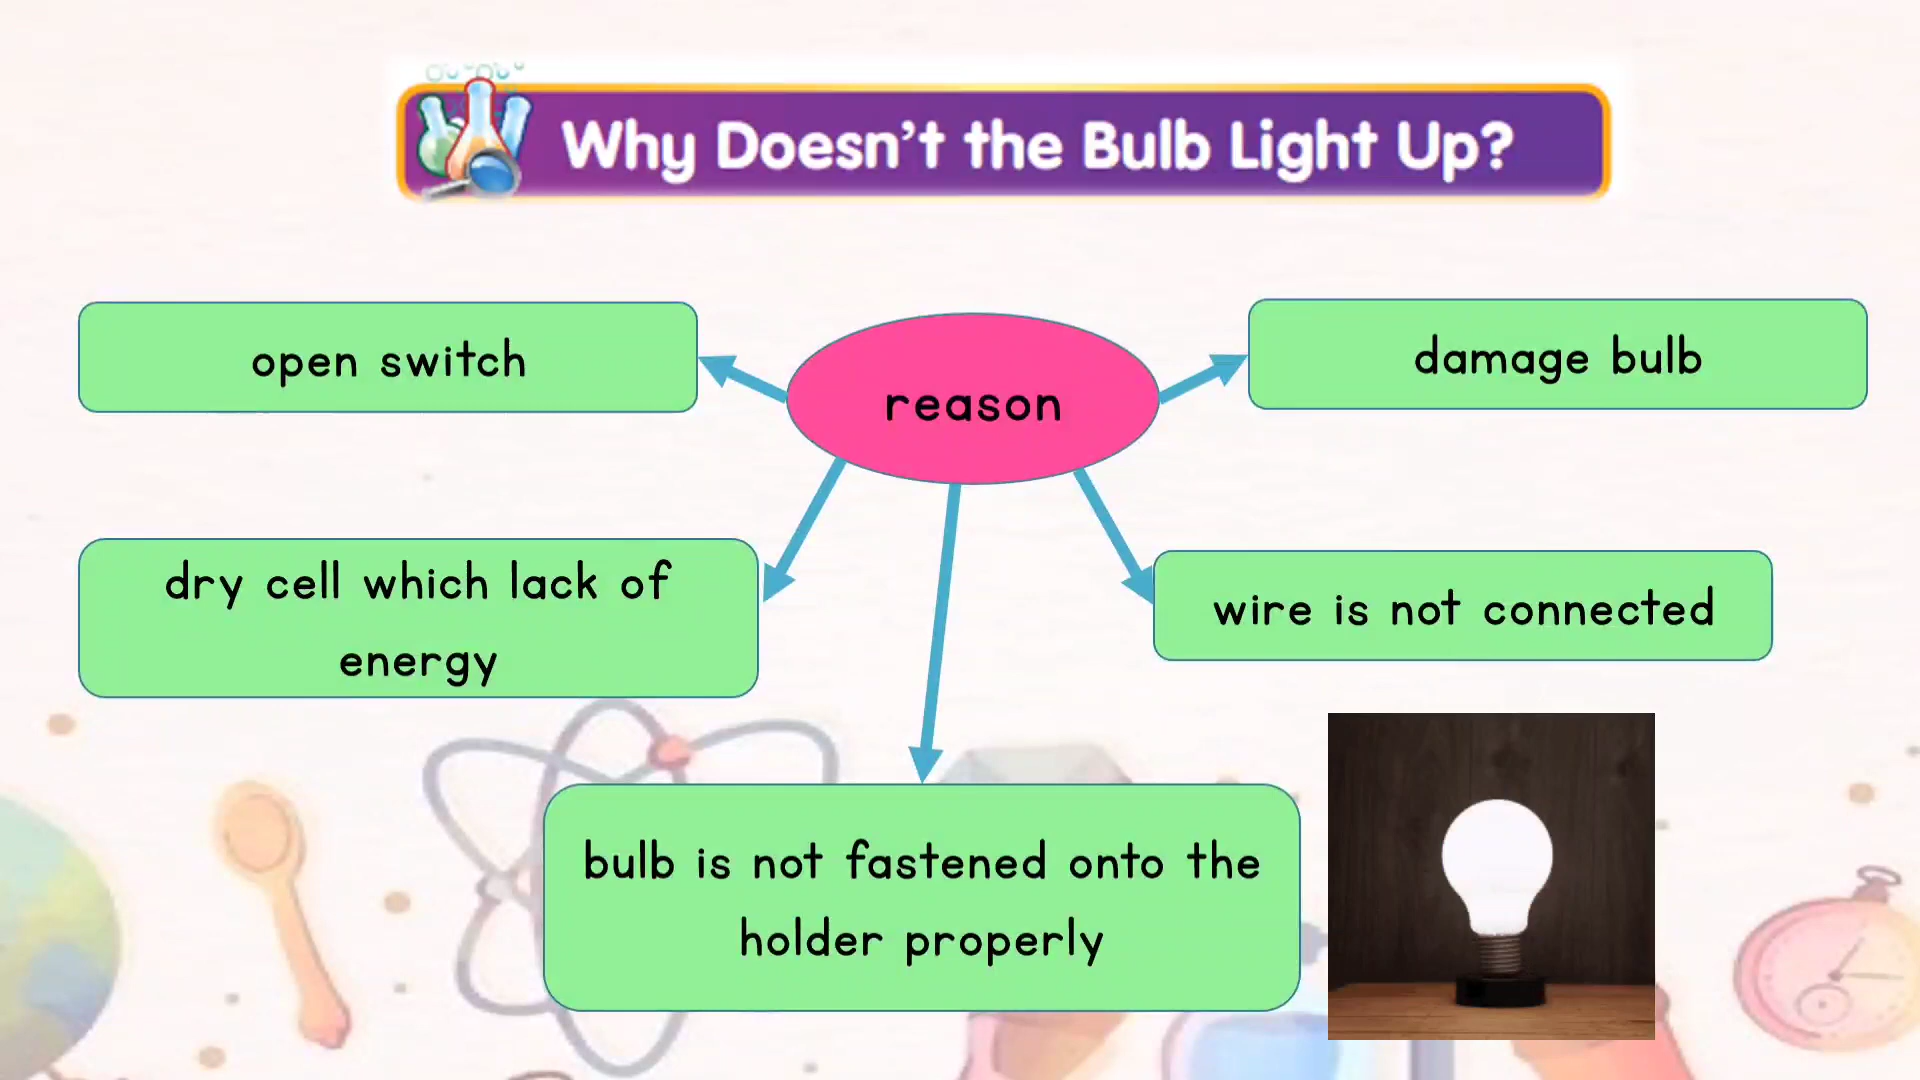 Why Doesn't the Bulb Light Up?
open switch
reason
damage bulb
dry cell which lack of
energy
wire is not connected
bulb is not fastened onto the
holder properly